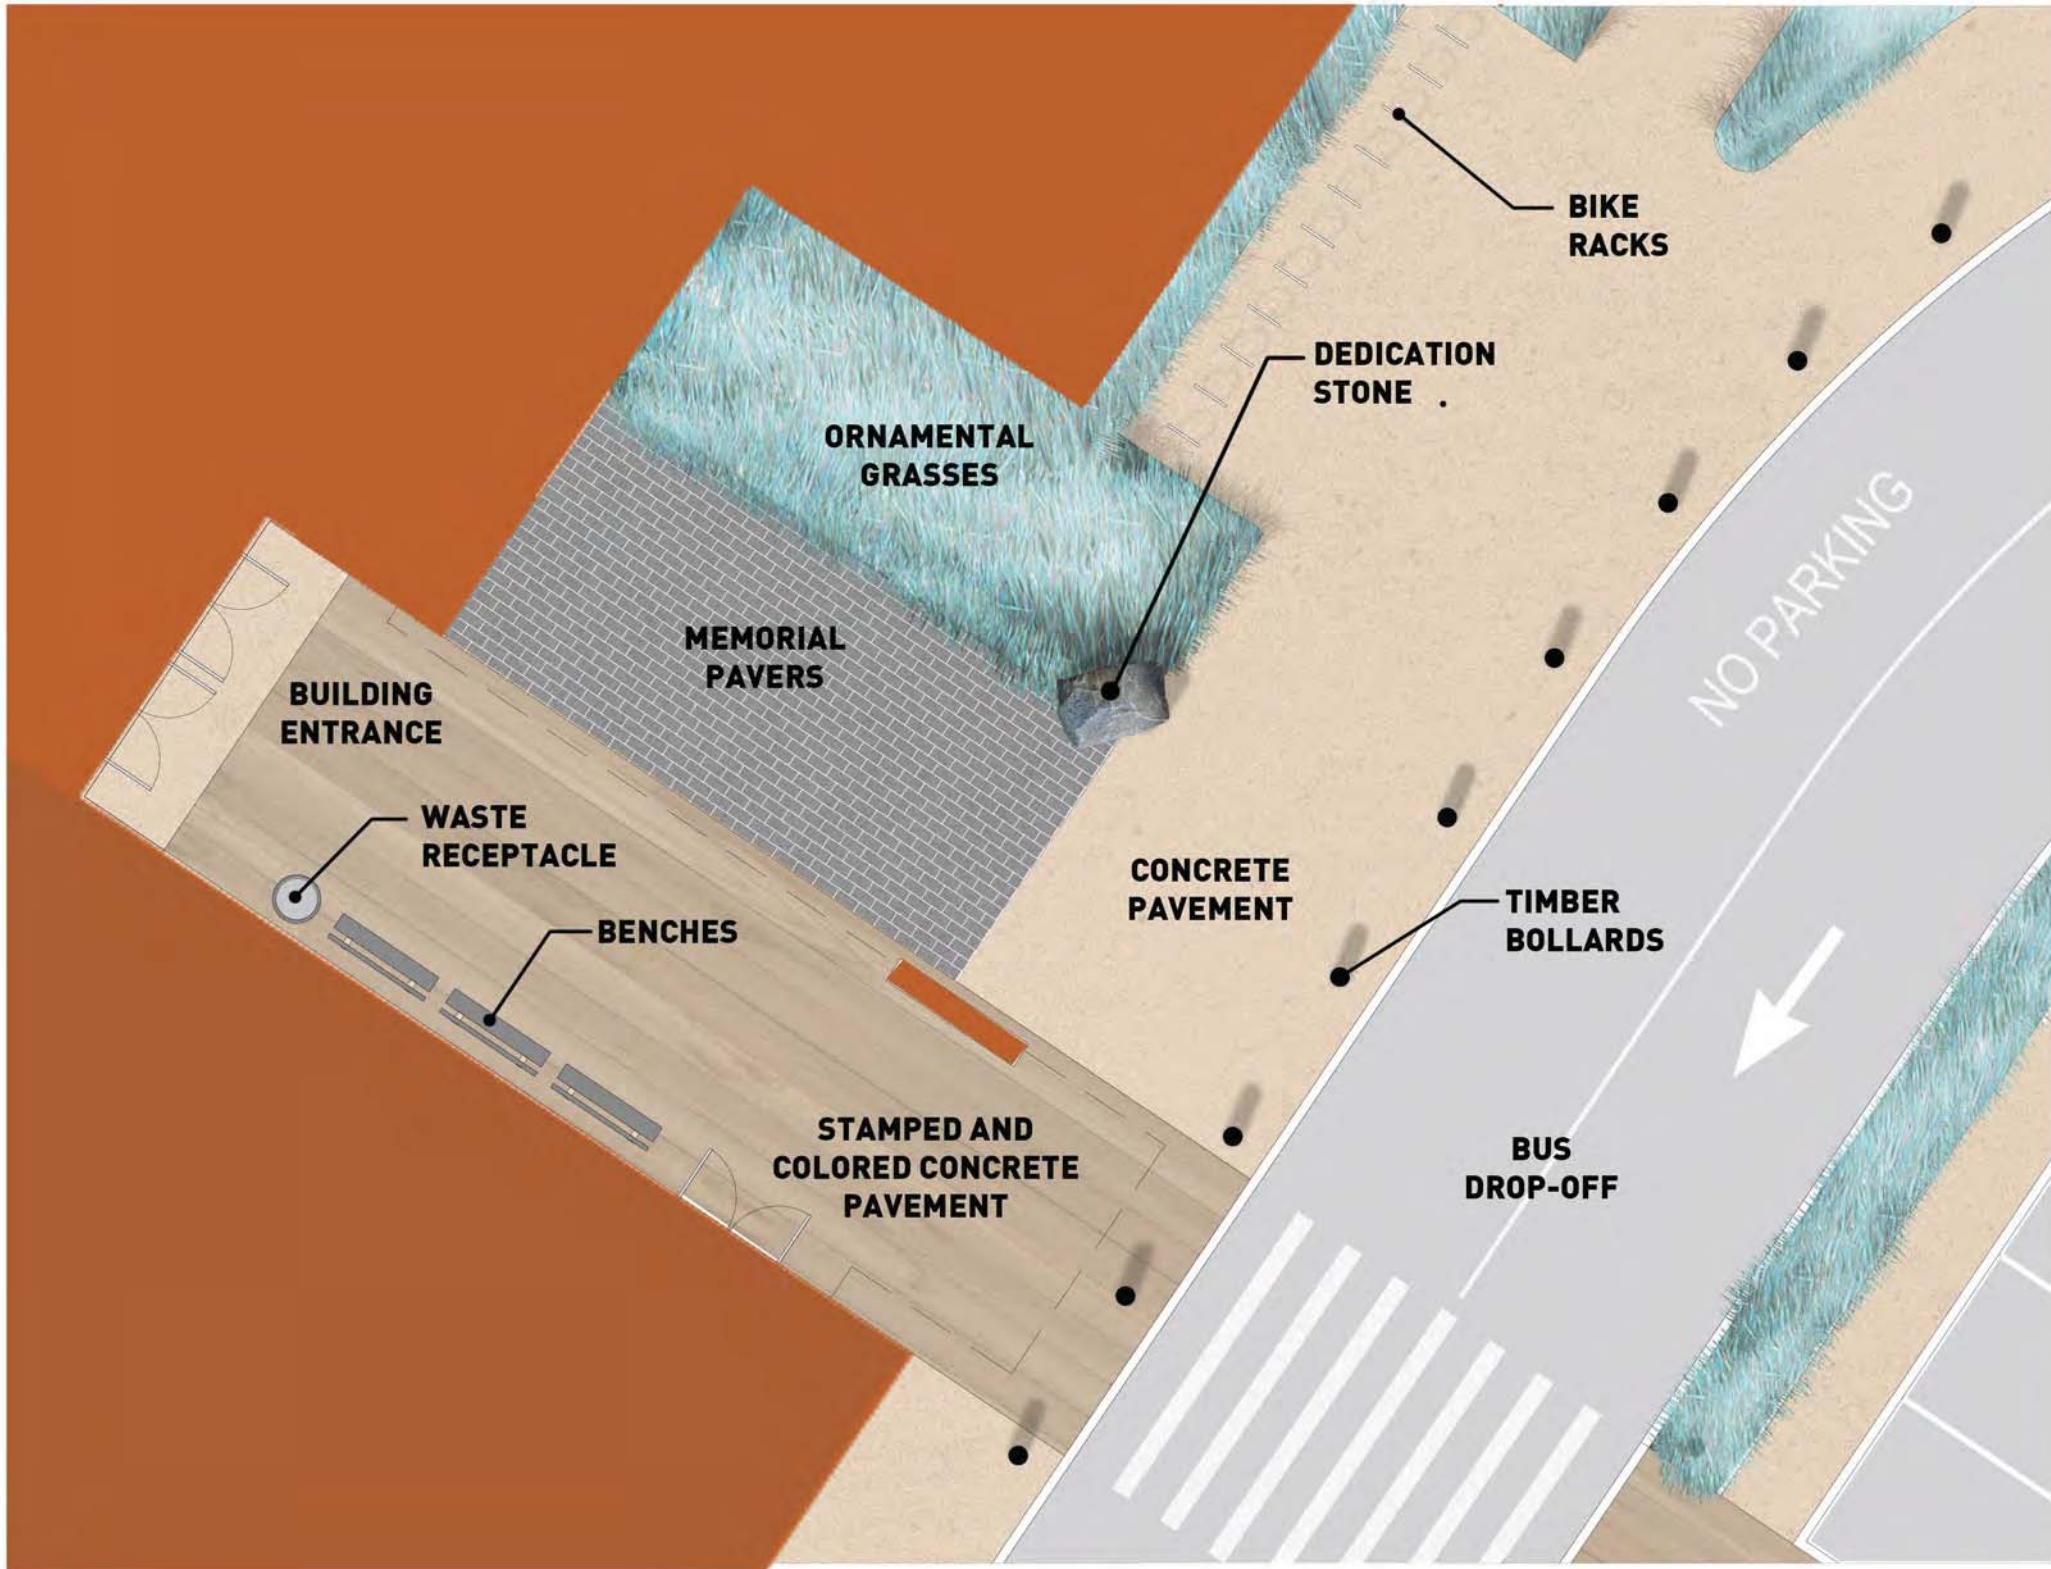 BIKE
RACKS
DEDICATION
STONE
ORNAMENTAL
GRASSES
NO PARKING
MEMORIAL
PAVERS
BUILDING
ENTRANCE
WASTE
RECEPTACLE
CONCRETE
PAVEMENT
TIMBER
BOLLARDS
BENCHES
STAMPED AND
COLORED CONCRETE
PAVEMENT
BUS
DROP-OFF